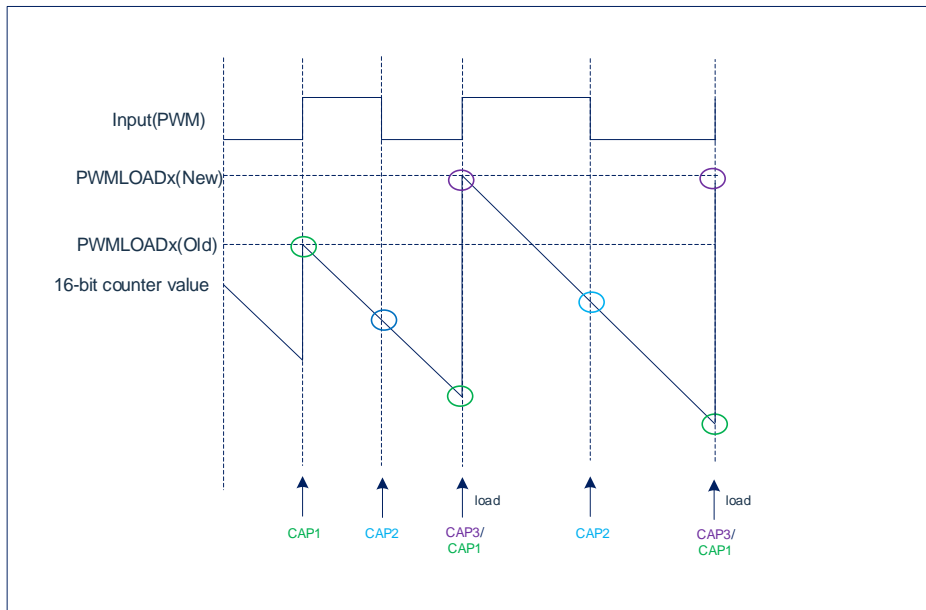 Input(PWM)
PWMLOADx(New)
PWMLOADx(Old)
16-bit counter value
load
load
CAP1
CAP2
CAP3/
CAP1
CAP2
CAP3/
CAP1